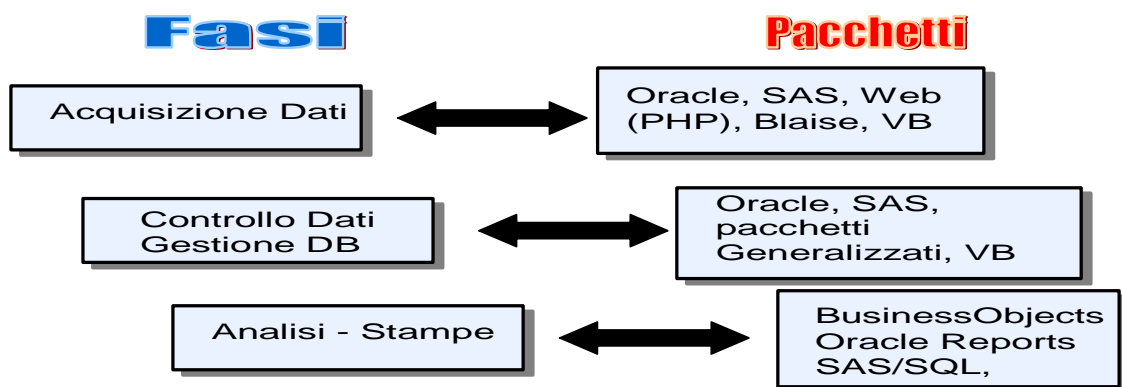 Fasi
Pacchetti
Acquisizione Dati
Oracle, SAS, Web
(PHP), Blaise, VB
Controllo Dati
Gestione DB
Oracle, SAS,
pacchetti
Generalizzati, VB
Analisi - Stampe
BusinessObjects
Oracle Reports
SAS/SQL,